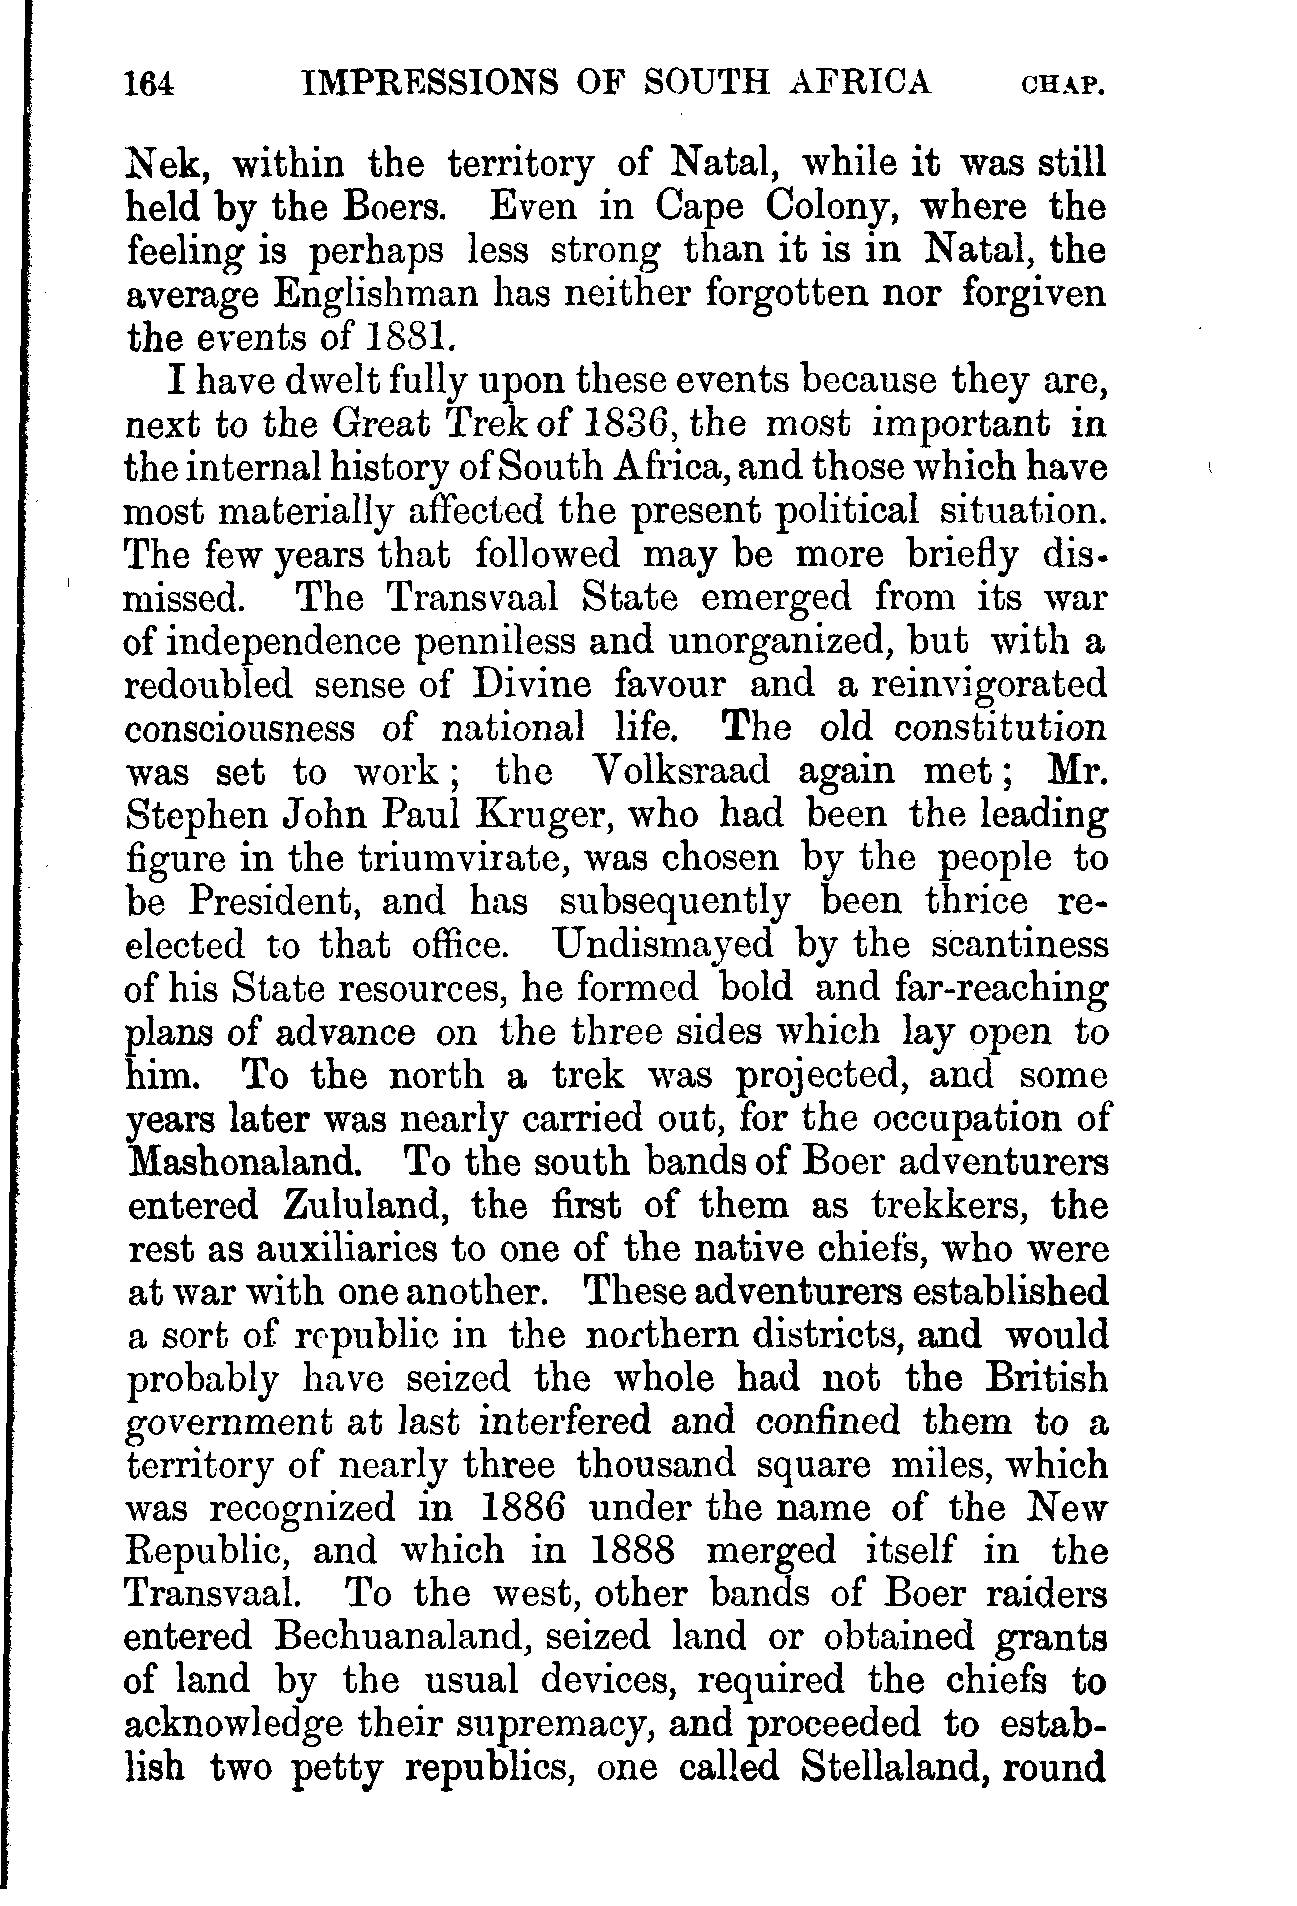 164 IMPRESSIONS OF SOUTH AFRICA CHAP.
Nek, within the territory of Natal, while it was still
held by the Boers. Even in Cape Colony, where the
feeling is perhaps less strong than it is in Natal, the
average Englishman has neither forgotten nor forgiven
the events of 1881.
I have dwelt fully upon these events because they are,
next to the Great Trek of 1836, the most important in
the internal history of South Africa, and those which have
most materially affected the present political situation.
The few years that followed may be more briefly dis-
missed. The Transvaal State emerged from its war
of independence penniless and unorganized, but with a
redoubled sense of Divine favour and a reinvigorated
consciousness of national life. The old constitution
was set to work; the Volksraad again met; Mr.
Stephen John Paul Kruger, who had been the leading
figure in the triumvirate, was chosen by the people to
be President, and has subsequently been thrice re-
elected to that office. Undismayed by the scantiness
of his State resources, he formed bold and far-reaching
plans of advance on the three sides which lay open to
him. To the north a trek was projected, and some
years later was nearly carried out, for the occupation of
Mashonaland. To the south bands of Boer adventurers
entered Zululand, the first of them as trekkers, the
rest as auxiliaries to one of the native chiefs, who were
at war with one another. These adventurers established
a sort of republic in the northern districts, and would
probably have seized the whole had not the British
government at last interfered and confined them to a
territory of nearly three thousand square miles, which
was recognized in 1886 under the name of the New
Republic, and which in 1888 merged itself in the
Transvaal. To the west, other bands of Boer raiders
entered Bechuanaland, seized land or obtained grants
of land by the usual devices, required the chiefs to
acknowledge their supremacy, and proceeded to estab-
lish two petty republics, one called Stellaland, round